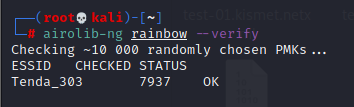 (root💀kali)-[~]
# airolib-ng rainbow --verify
Checking ~10 000 randomly chosen PMKs...
ESSID CHECKED STATUS
Tenda_303 7937 OK